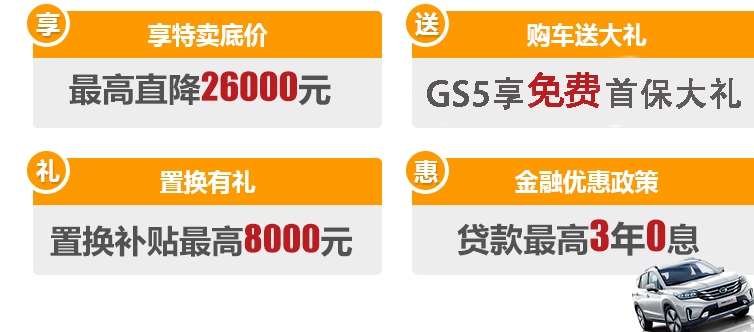 享
享特卖底价
最高直降26000元
送
购车送大礼
GS5享免费首保大礼
礼
置换有礼
置换补贴最高8000元
惠
金融优惠政策
贷款最高3年0息